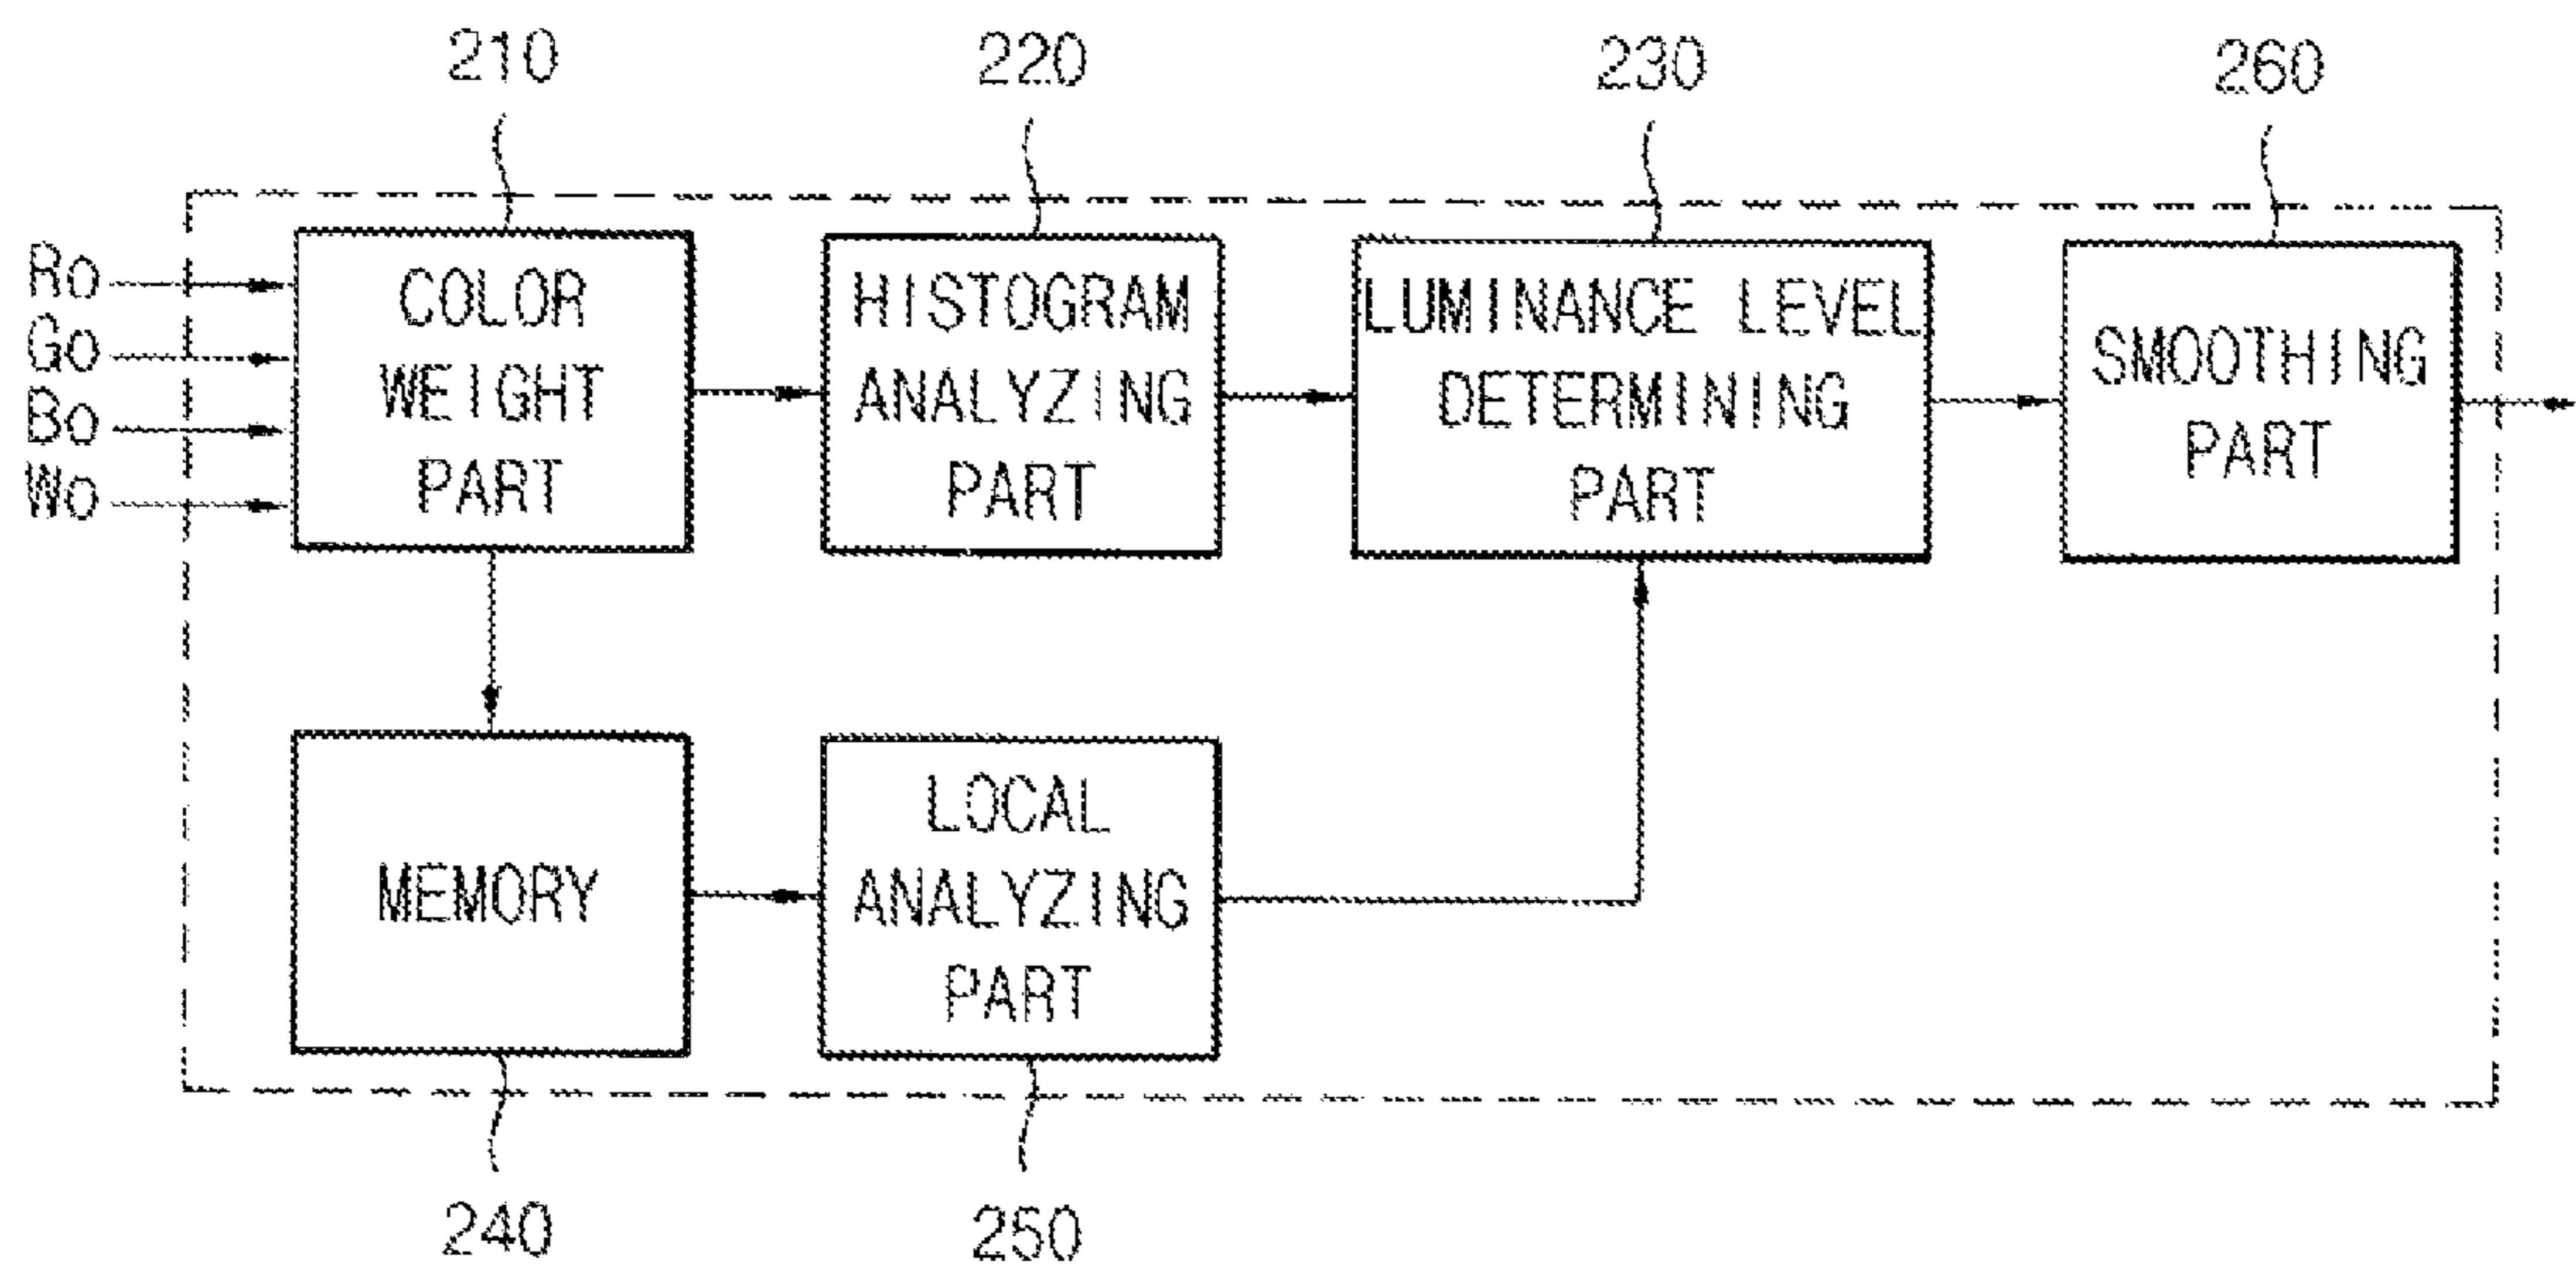 210
220
230
260
Ro
Go
Bo
Wo
COLOR
WEIGHT
PART
HISTOGRAM
ANALYZING
PART
LUMINANCE LEVEL
DETERMINING
PART
SMOOTHING
PART
MEMORY
LOCAL
ANALYZING
PART
240
250